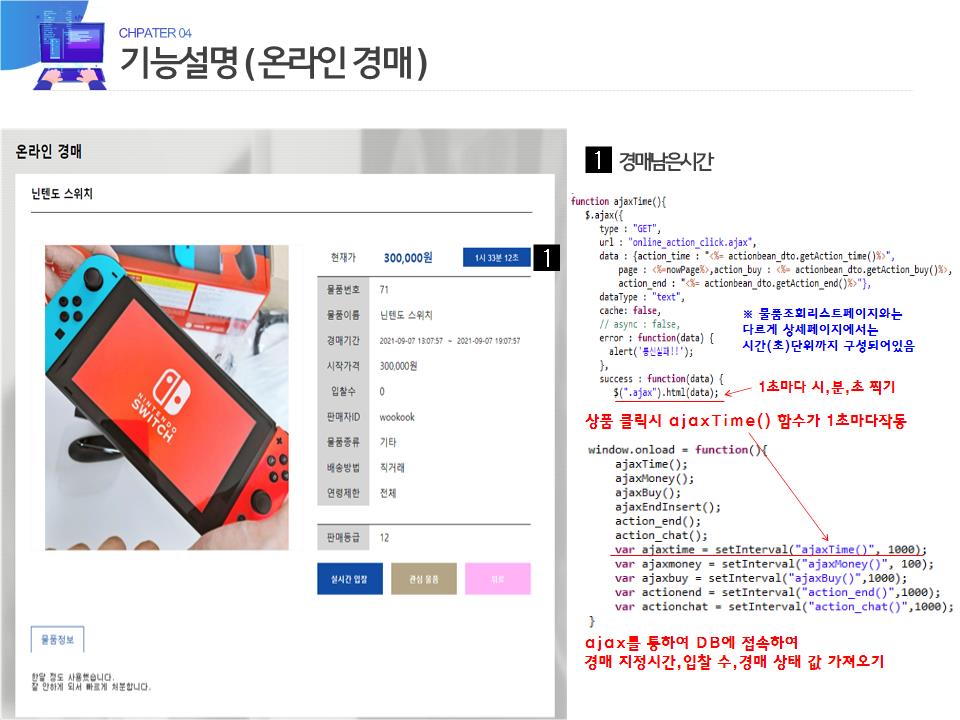 CHPATER 04
기능설명 ( 온라인 경매 )
온라인 경매
닌텐도 스위치
NINTENDO
SWITCH
현재가 300,000원 1시 33분 12초 1
물품번호 71
물품이름 닌텐도 스위치
경매기간 2021-09-07 13:07:57 ~ 2021-09-07 19:07:57
시작가격 300,000원
입찰수 0
판매자ID wookook
물품종류 기타
배송방법 직거래
연령제한 전체
판매등급 12
실시간 입찰 관심 물품 뒤로
물품정보
한달 정도 사용했습니다.
잘 안하게 되서 빠르게 처분합니다.
1 경매남은시간
function ajaxTime(){
$.ajax({
type : "GET",
url : "online_action_click.ajax",
data : {action_time : "<%= actionbean_dto.getAction_time()%>",
page : <%=nowPage%>,action_buy : <%= actionbean_dto.getAction_buy()%>,
action_end : "<%= actionbean_dto.getAction_end()%>"},
dataType : "text",
cache: false,
// async : false,
error : function(data) {
alert('통신실패!!');
},
success : function(data) {
$(".ajax").html(data);
※ 물품조회리스트페이지와는
다르게 상세페이지에서는
시간(초)단위까지 구성되어있음
1초마다 시,분,초 찍기
상품 클릭시 ajaxTime() 함수가 1초마다작동
window.onload = function(){
ajaxTime();
ajaxMoney();
ajaxBuy();
ajaxEndInsert();
action_end();
action_chat();
var ajaxtime = setInterval("ajaxTime()", 1000);
var ajaxmoney = setInterval("ajaxMoney()", 100);
var ajaxbuy = setInterval("ajaxBuy()",1000);
var actionend = setInterval("action_end()",1000);
var actionchat = setInterval("action_chat()",1000);
}
ajax를 통하여 DB에 접속하여
경매 지정시간,입찰 수,경매 상태 값 가져오기